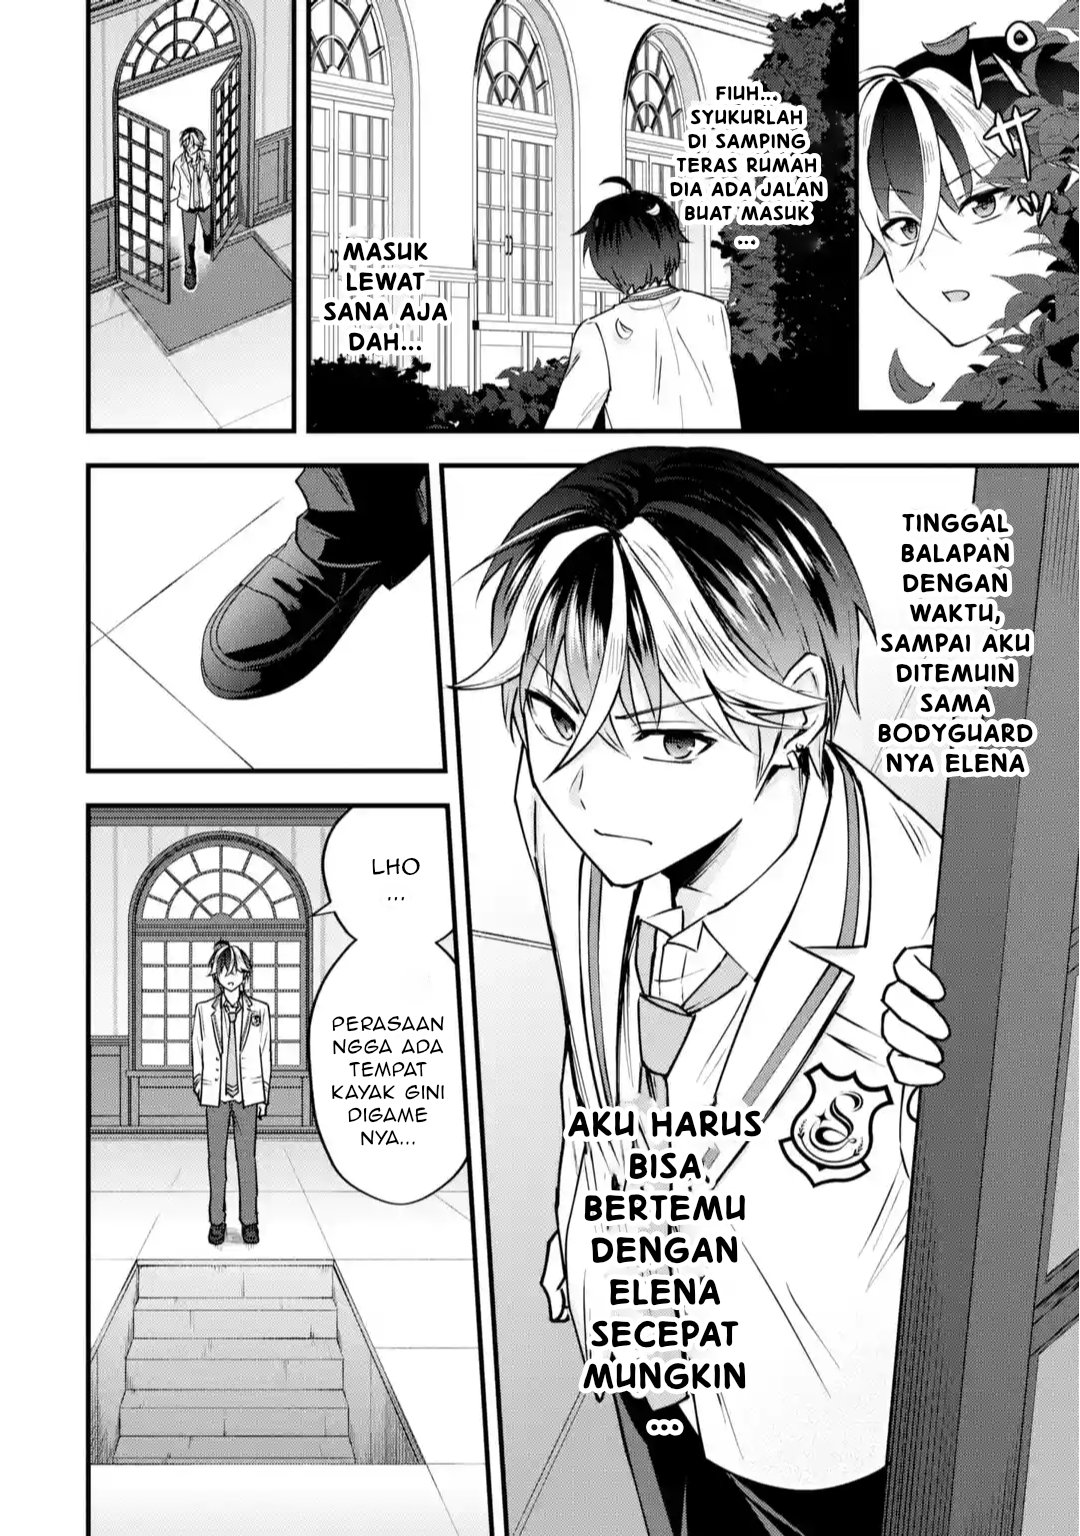 FIUH...
SYUKURLAH
DI SAMPING
TERAS RUMAH
DIA ADA JALAN
BUAT MASUK
...
MASUK
LEWAT
SANA AJA
DAH...
TINGGAL
BALAPAN
DENGAN
WAKTU,
SAMPAI AKU
DITEMUIN
SAMA
BODYGUARD
NYA ELENA
AKU HARUS
BISA
BERTEMU
DENGAN
ELENA
SECEPAT
MUNGKIN
...
LHO
...
PERASAAN
NGGA ADA
TEMPAT
KAYAK GINI
DIGAME
NYA...